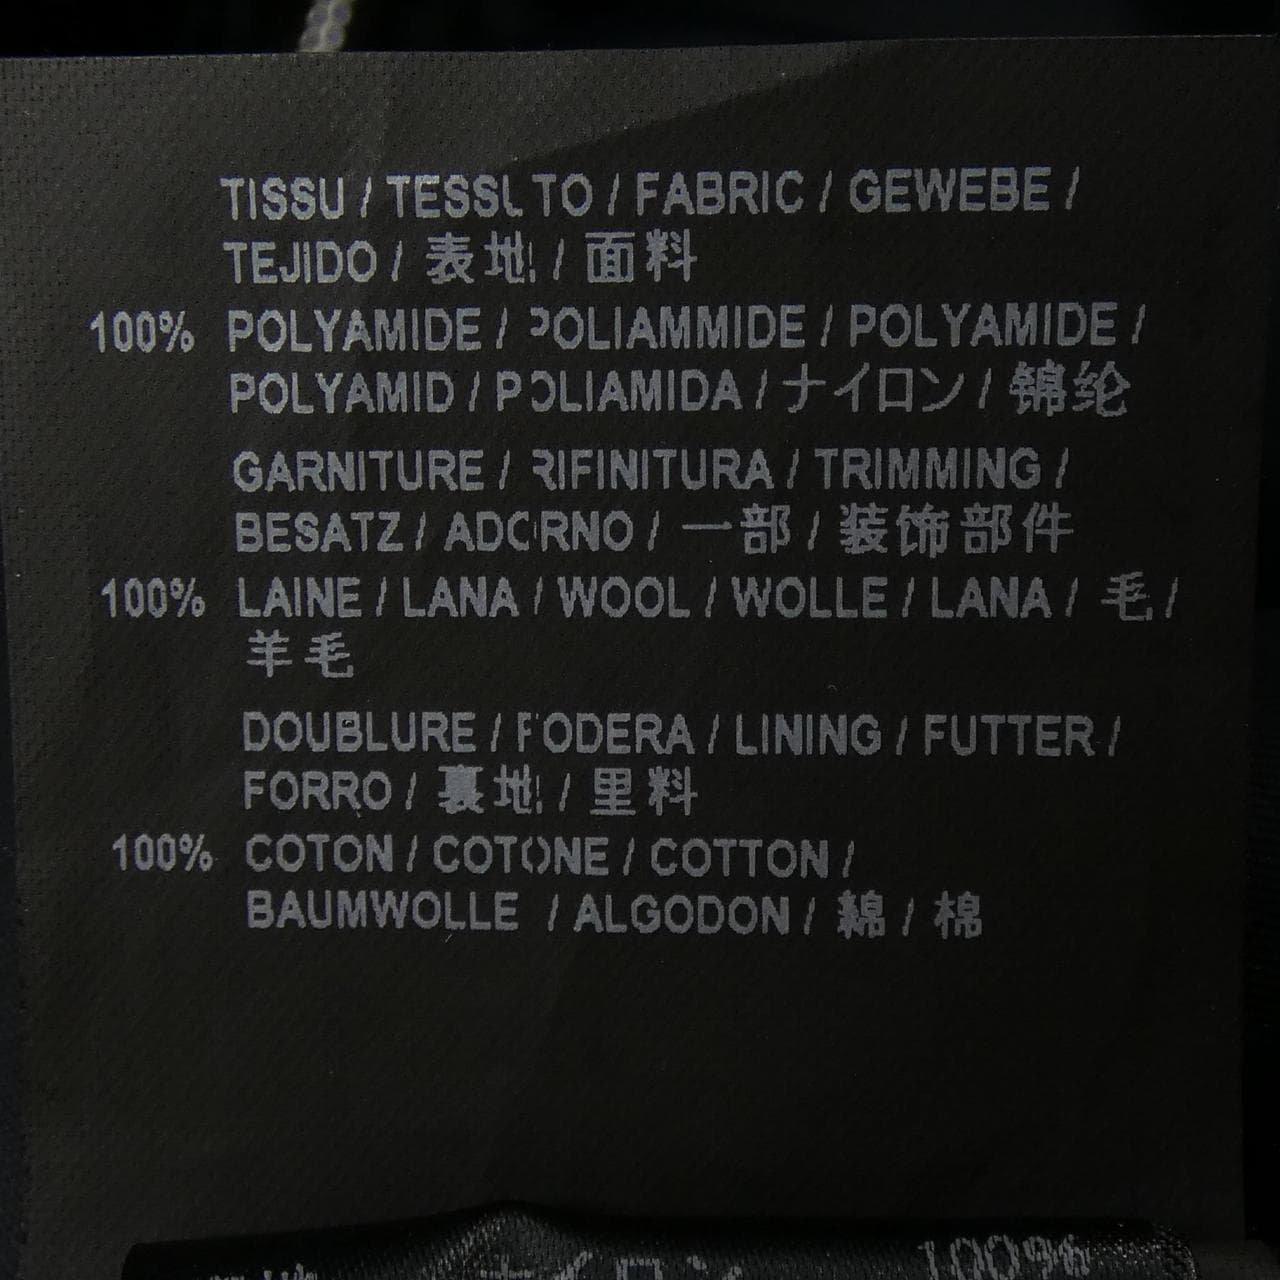 TISSU / TESSUTO / FABRIC / GEWEBE /
TEJIDO / 表地 / 面料
100% POLYAMIDE / POLIAMMIDE / POLYAMIDE /
POLYAMID / POLIAMIDA / ナイロン / 锦纶
GARNITURE / RIFINITURA / TRIMMING /
BESATZ / ADORNO / 一部 / 装饰部件
100% LAINE / LANA / WOOL / WOLLE / LANA / 毛 /
羊毛
DOUBLURE / FODERA / LINING / FUTTER /
FORRO / 裏地 / 里料
100% COTON / COTONE / COTTON /
BAUMWOLLE / ALGODON / 綿 / 棉
100%